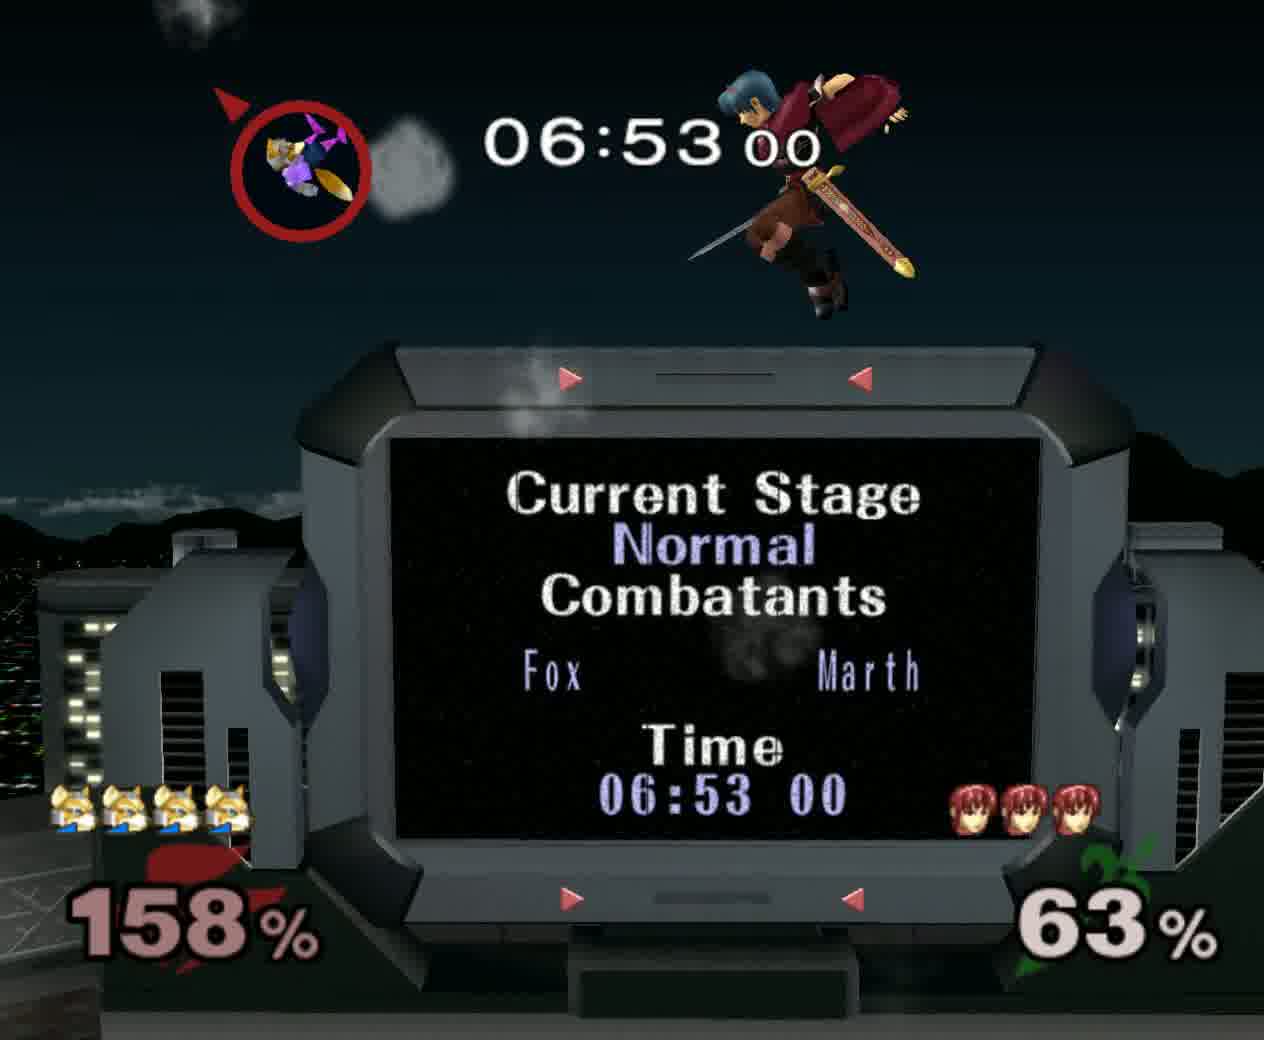 06:53 00
Current Stage
Normal
Combatants
Fox Marth
Time
06:53 00
158% 63%